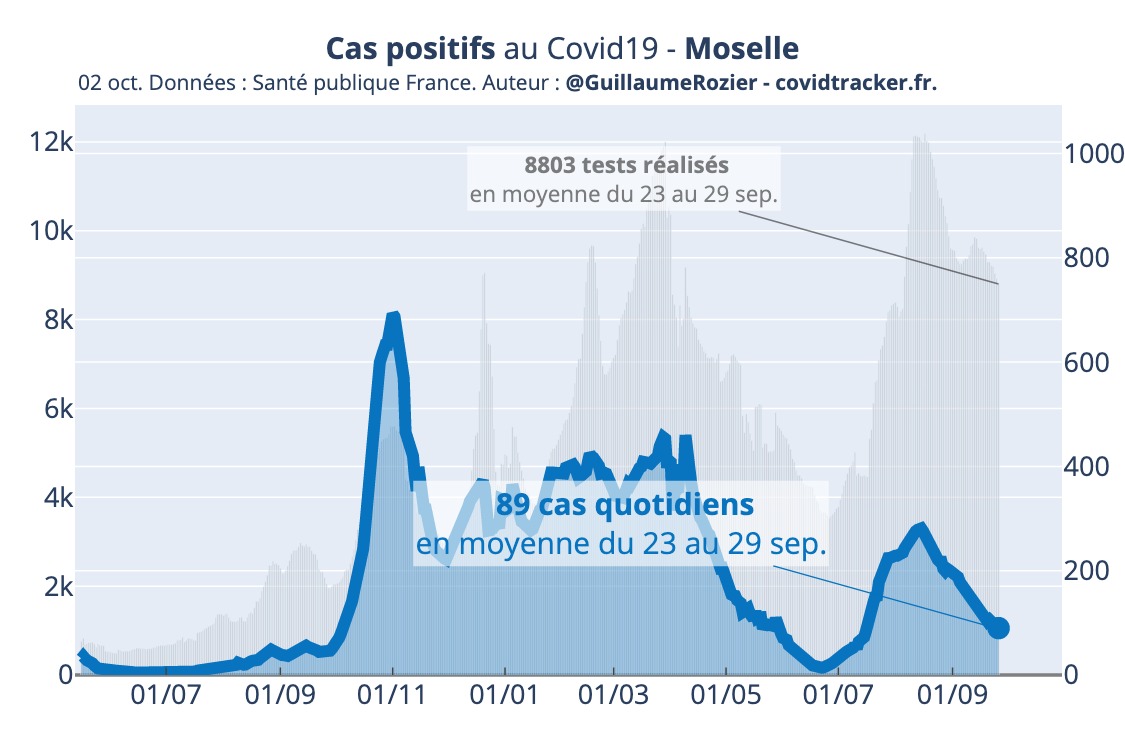 Cas positifs au Covid19 - Moselle
02 oct. Données : Santé publique France. Auteur : @GuillaumeRozier - covidtracker.fr.
12k
10k
8k
6k
4k
2k
0
1000
800
600
400
200
0
8803 tests réalisés
en moyenne du 23 au 29 sep.
89 cas quotidiens
en moyenne du 23 au 29 sep.
01/07 01/09 01/11 01/01 01/03 01/05 01/07 01/09